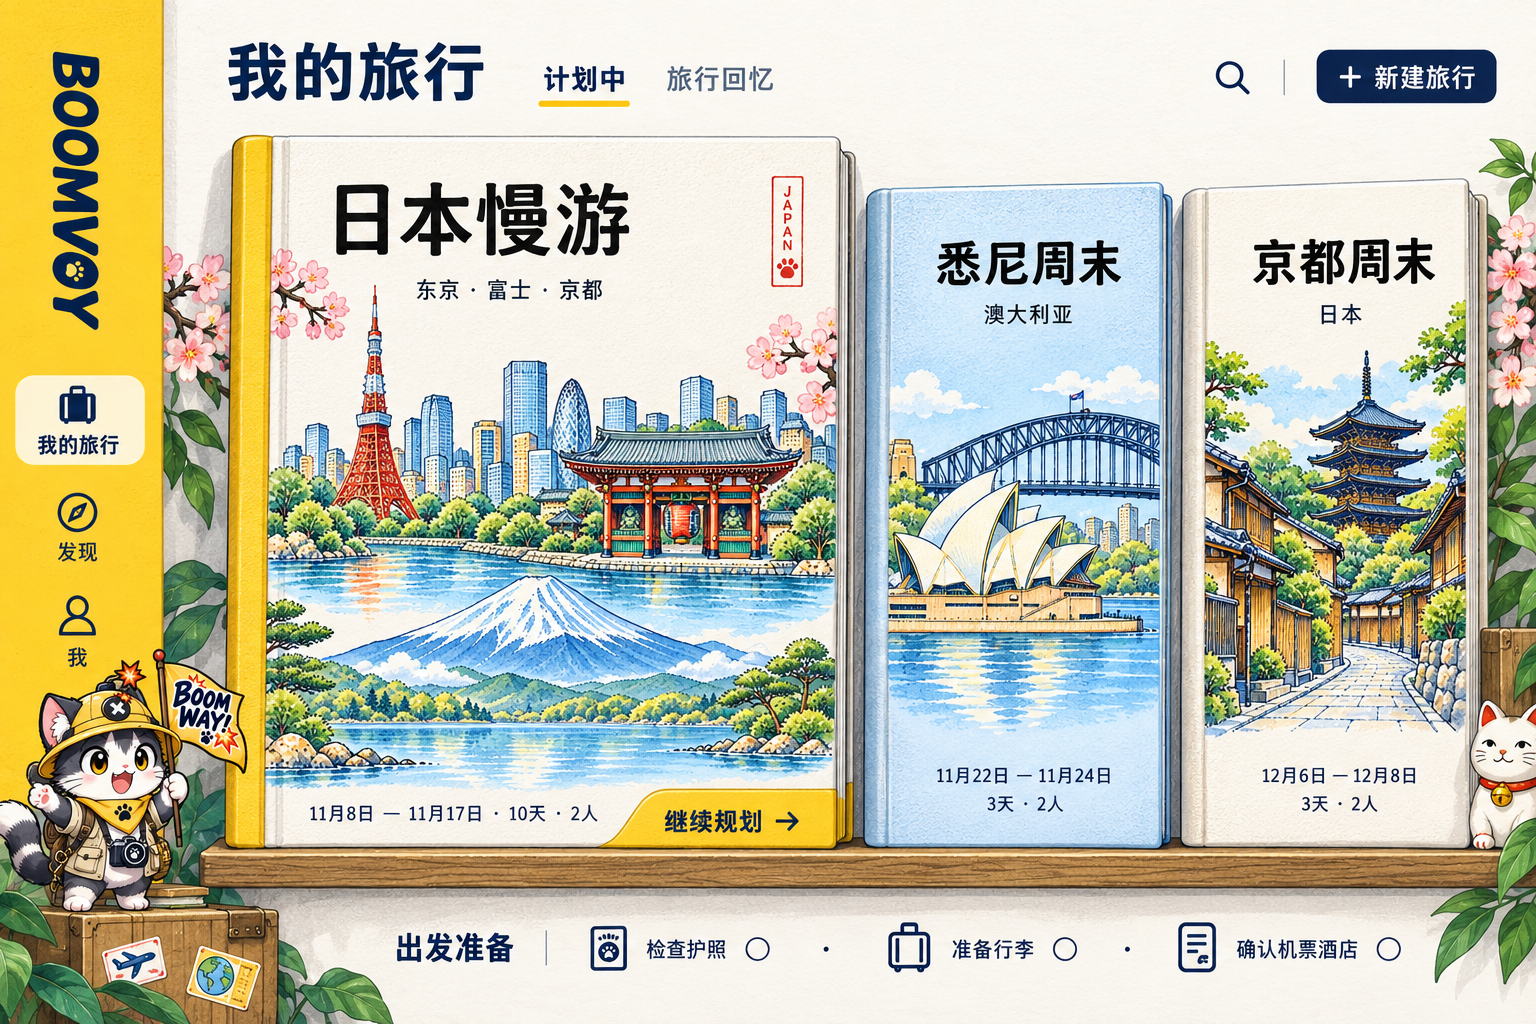 BOOMVOY
我的旅行
发现
我
BOOM
WAY!
我的旅行
计划中
旅行回忆
+ 新建旅行
日本慢游
东京 · 富士 · 京都
JAPAN
11月8日 — 11月17日 · 10天 · 2人
继续规划 →
悉尼周末
澳大利亚
11月22日 — 11月24日
3天 · 2人
京都周末
日本
12月6日 — 12月8日
3天 · 2人
出发准备
检查护照
准备行李
确认机票酒店